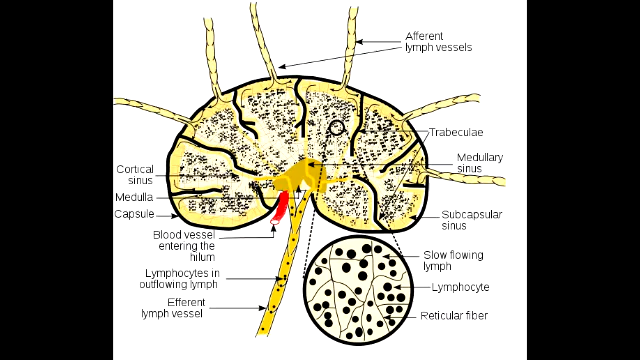 Afferent
lymph vessels
Trabeculae
Medullary
sinus
Cortical
sinus
Medulla
Capsule
Subcapsular
sinus
Blood vessel
entering the
hilum
Slow flowing
lymph
Lymphocytes in
outflowing lymph
Lymphocyte
Efferent
lymph vessel
Reticular fiber